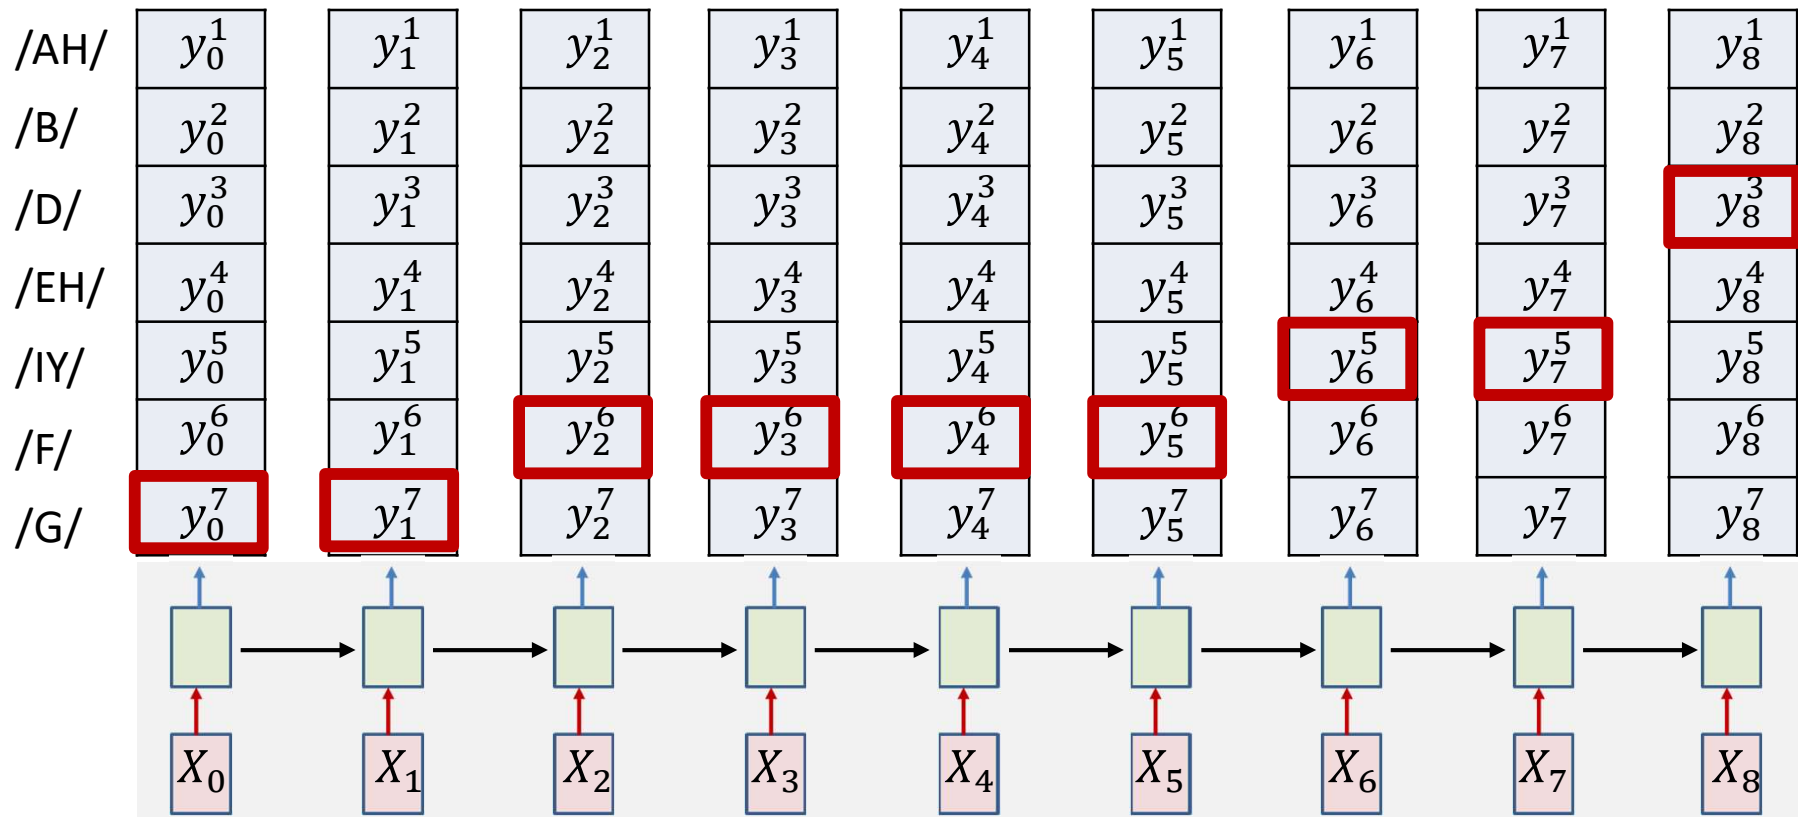 /AH/ y_0^1 y_1^1 y_2^1 y_3^1 y_4^1 y_5^1 y_6^1 y_7^1 y_8^1
/B/ y_0^2 y_1^2 y_2^2 y_3^2 y_4^2 y_5^2 y_6^2 y_7^2 y_8^2
/D/ y_0^3 y_1^3 y_2^3 y_3^3 y_4^3 y_5^3 y_6^3 y_7^3 y_8^3
/EH/ y_0^4 y_1^4 y_2^4 y_3^4 y_4^4 y_5^4 y_6^4 y_7^4 y_8^4
/IY/ y_0^5 y_1^5 y_2^5 y_3^5 y_4^5 y_5^5 y_6^5 y_7^5 y_8^5
/F/ y_0^6 y_1^6 y_2^6 y_3^6 y_4^6 y_5^6 y_6^6 y_7^6 y_8^6
/G/ y_0^7 y_1^7 y_2^7 y_3^7 y_4^7 y_5^7 y_6^7 y_7^7 y_8^7
X_0 X_1 X_2 X_3 X_4 X_5 X_6 X_7 X_8